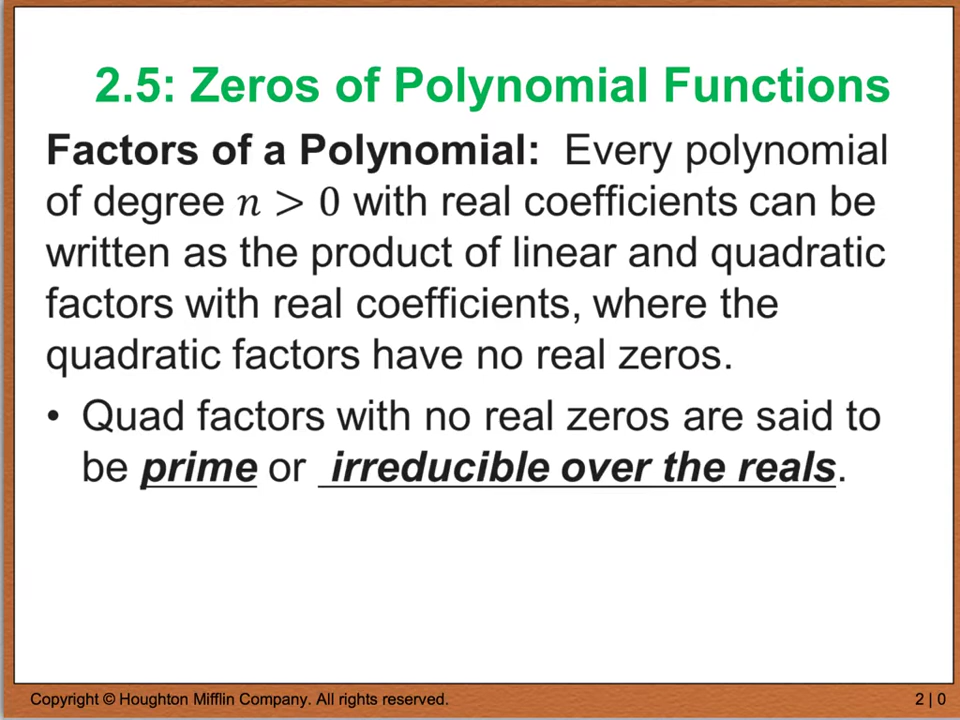 2.5: Zeros of Polynomial Functions
Factors of a Polynomial: Every polynomial
of degree n > 0 with real coefficients can be
written as the product of linear and quadratic
factors with real coefficients, where the
quadratic factors have no real zeros.
• Quad factors with no real zeros are said to
be prime or irreducible over the reals.
Copyright © Houghton Mifflin Company. All rights reserved.
2 | 0